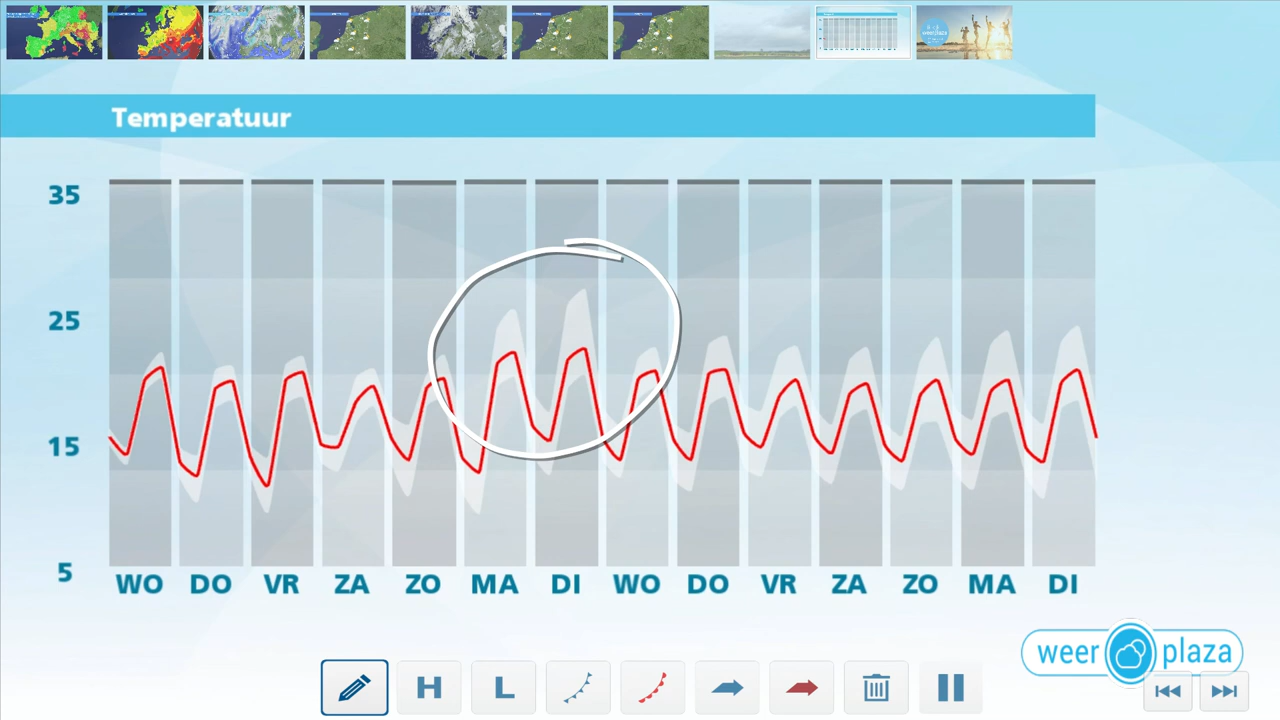 Temperatuur
35
25
15
5
WO DO VR ZA ZO MA DI WO DO VR ZA ZO MA DI
weer plaza
H L